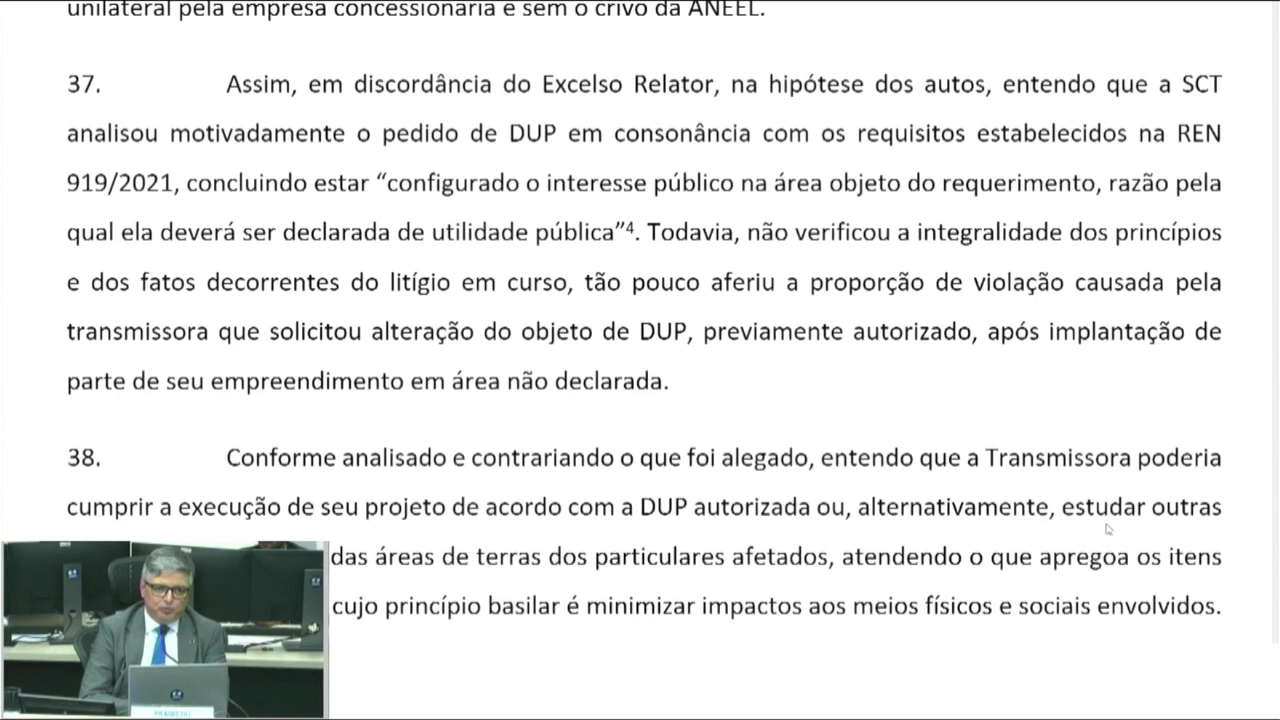 unilateral pela empresa concessionária e sem o crivo da ANEEL.
37. Assim, em discordância do Excelso Relator, na hipótese dos autos, entendo que a SCT
analisou motivadamente o pedido de DUP em consonância com os requisitos estabelecidos na REN
919/2021, concluindo estar “configurado o interesse público na área objeto do requerimento, razão pela
qual ela deverá ser declarada de utilidade pública”⁴. Todavia, não verificou a integralidade dos princípios
e dos fatos decorrentes do litígio em curso, tão pouco aferiu a proporção de violação causada pela
transmissora que solicitou alteração do objeto de DUP, previamente autorizado, após implantação de
parte de seu empreendimento em área não declarada.
38. Conforme analisado e contrariando o que foi alegado, entendo que a Transmissora poderia
cumprir a execução de seu projeto de acordo com a DUP autorizada ou, alternativamente, estudar outras
das áreas de terras dos particulares afetados, atendendo o que apregoa os itens
cujo princípio basilar é minimizar impactos aos meios físicos e sociais envolvidos.